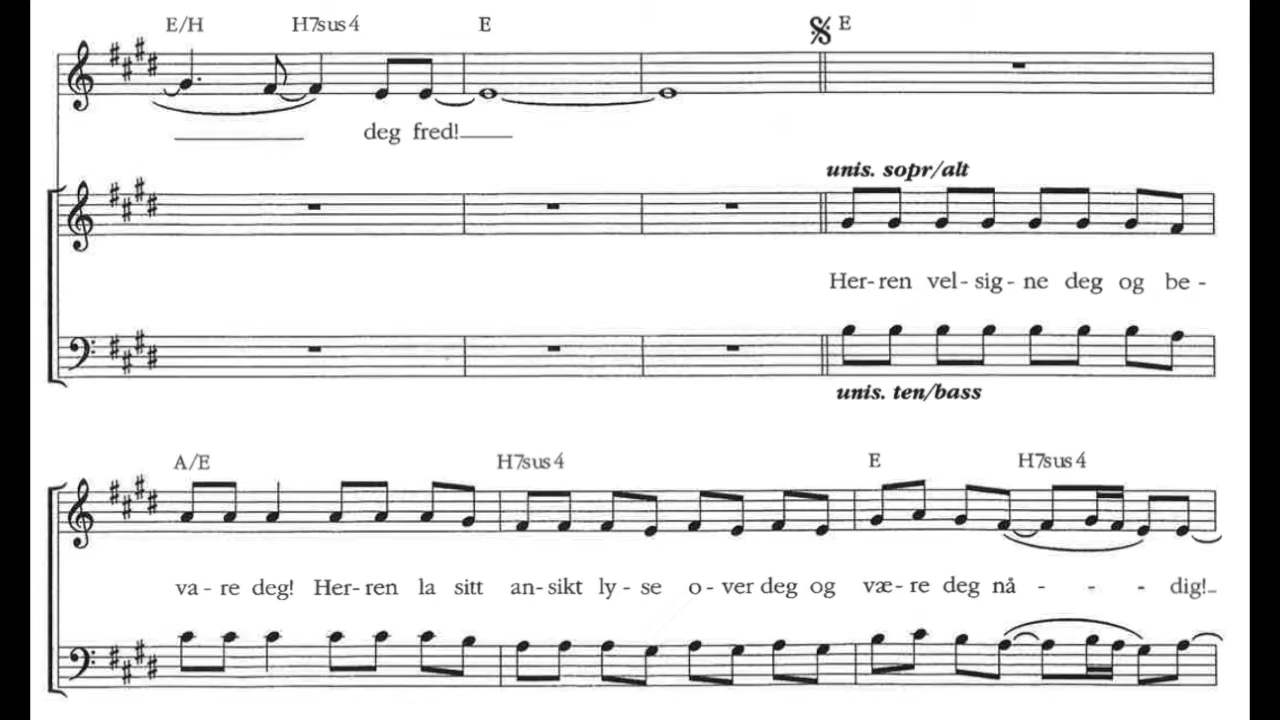 E/H H7sus4 E E
deg fred!
unis. sopr/alt
Her- ren vel- sig- ne deg og be -
unis. ten/bass
A/E H7sus4 E H7sus4
va- re deg! Her- ren la sitt an- sikt ly- se o- ver deg og væ- re deg nå - - - dig!